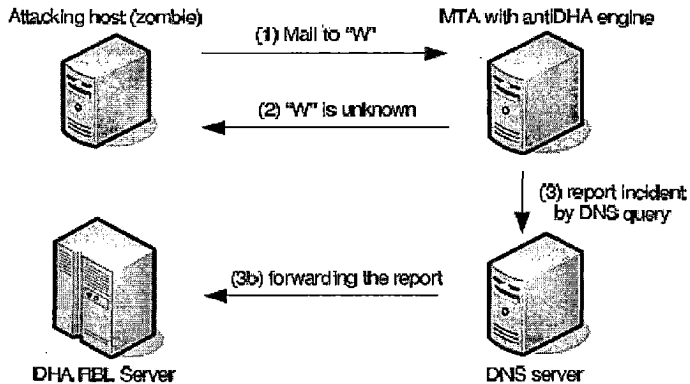 Attacking host (zombie)
MTA with antiDHA engine
(1) Mail to "W"
(2) "W" is unknown
(3) report incident
by DNS query
(3b) forwarding the report
DHA RBL Server
DNS server